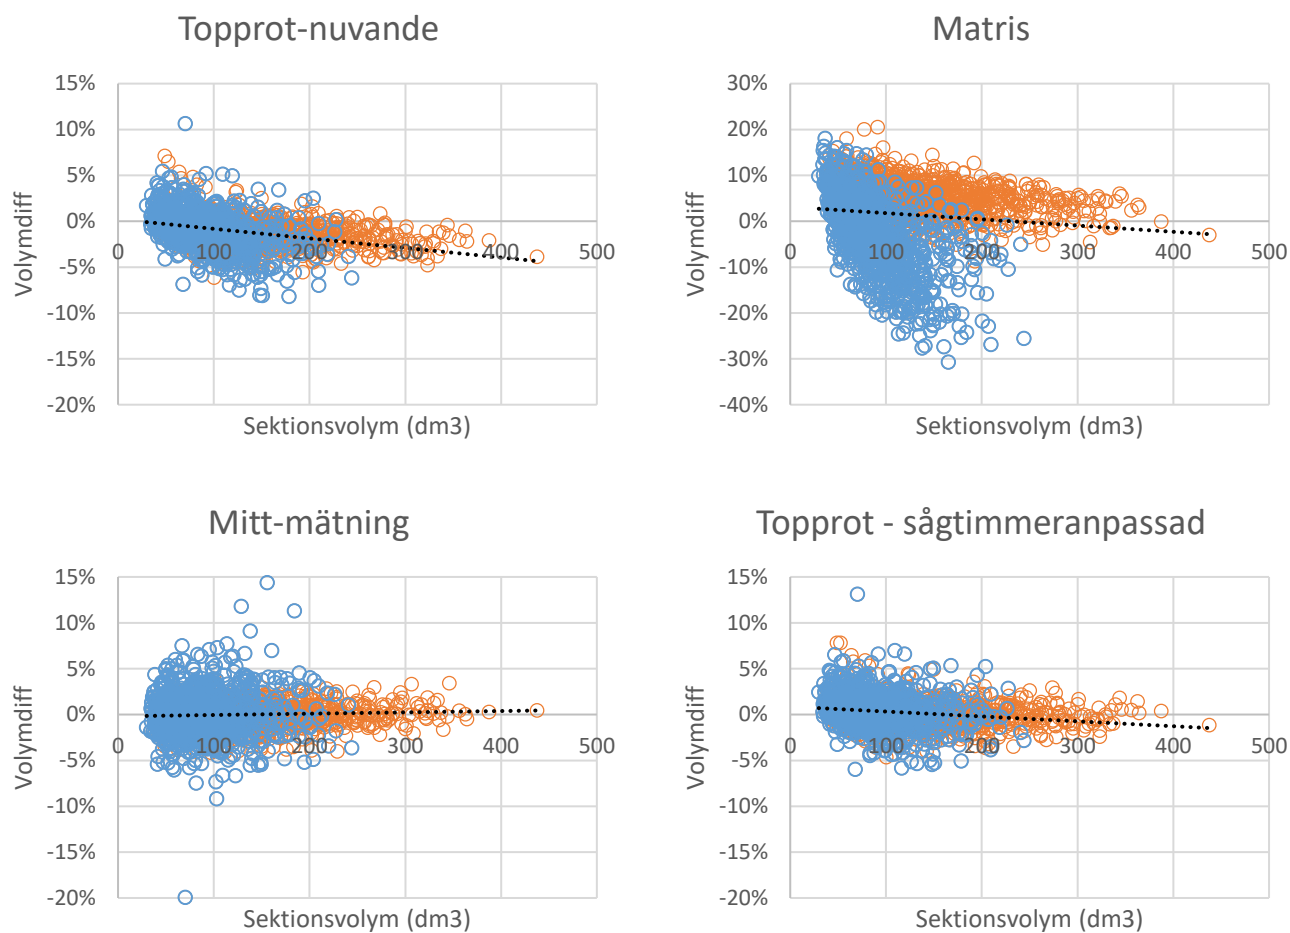 Topprot-nuvande
15%
10%
5%
0%
-5%
-10%
-15%
-20%
0 100 200 300 400 500
Volymdiff
Sektionsvolym (dm3)
Matris
30%
20%
10%
0%
-10%
-20%
-30%
-40%
0 100 200 300 400 500
Volymdiff
Sektionsvolym (dm3)
Mitt-mätning
15%
10%
5%
0%
-5%
-10%
-15%
-20%
0 100 200 300 400 500
Volymdiff
Sektionsvolym (dm3)
Topprot - sågtimmeranpassad
15%
10%
5%
0%
-5%
-10%
-15%
-20%
0 100 200 300 400 500
Volymdiff
Sektionsvolym (dm3)